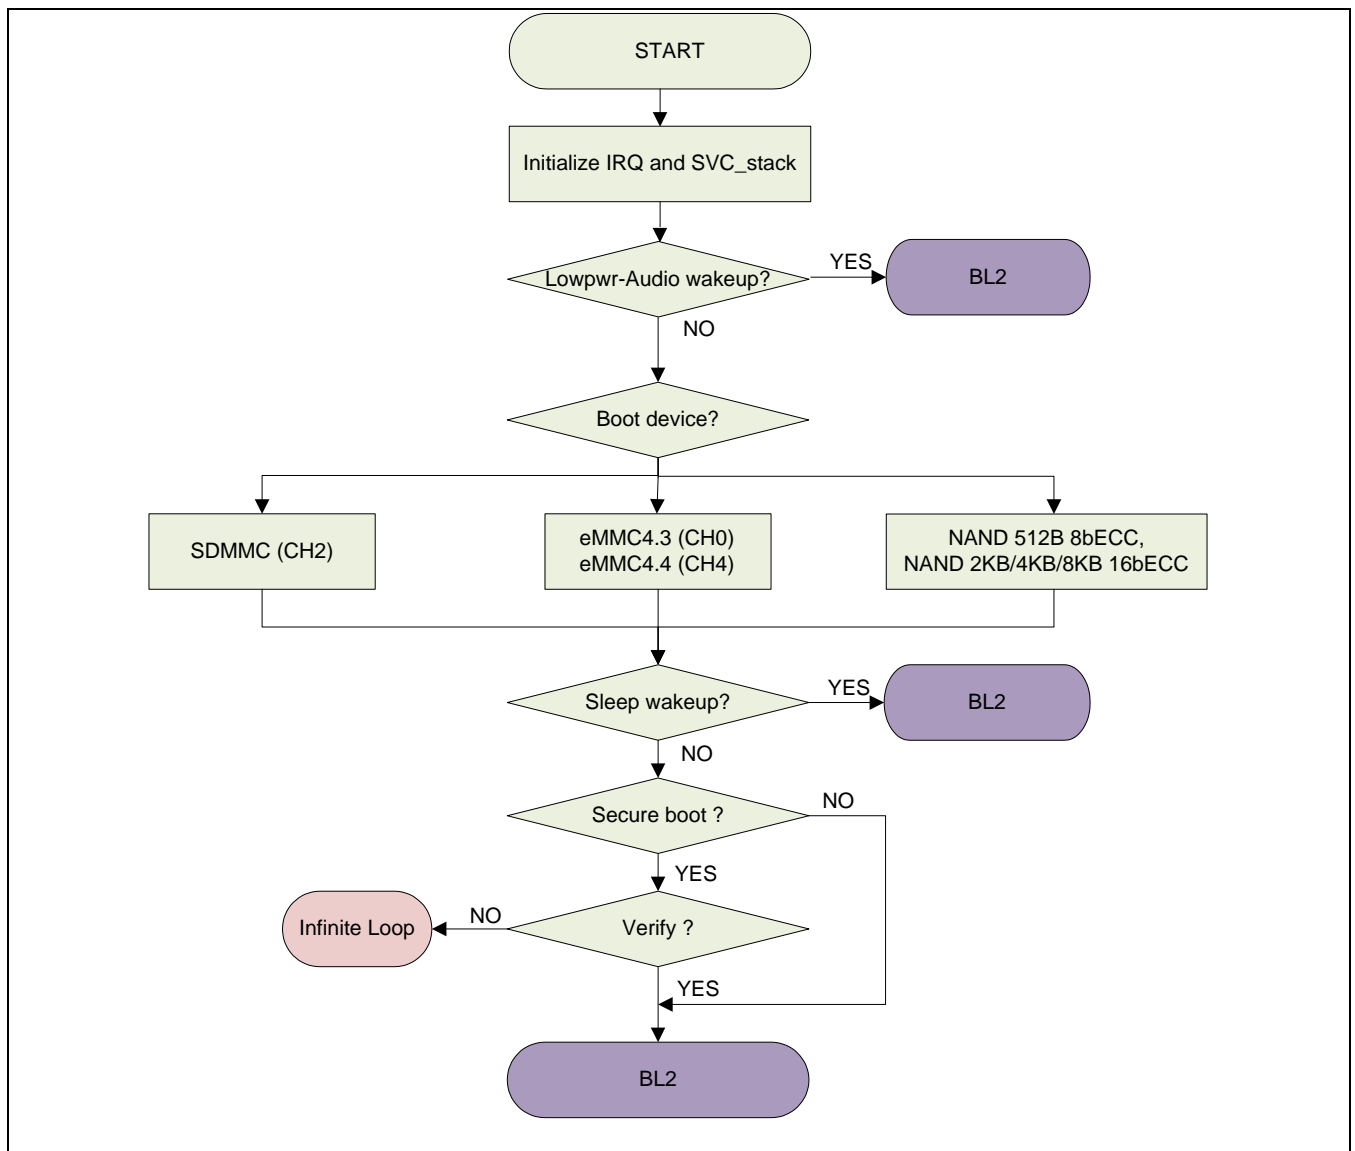 START
Initialize IRQ and SVC_stack
Lowpwr-Audio wakeup?
YES
BL2
NO
Boot device?
SDMMC (CH2)
eMMC4.3 (CH0)
eMMC4.4 (CH4)
NAND 512B 8bECC,
NAND 2KB/4KB/8KB 16bECC
Sleep wakeup?
YES
BL2
NO
Secure boot ?
NO
YES
Infinite Loop
NO
Verify ?
YES
BL2